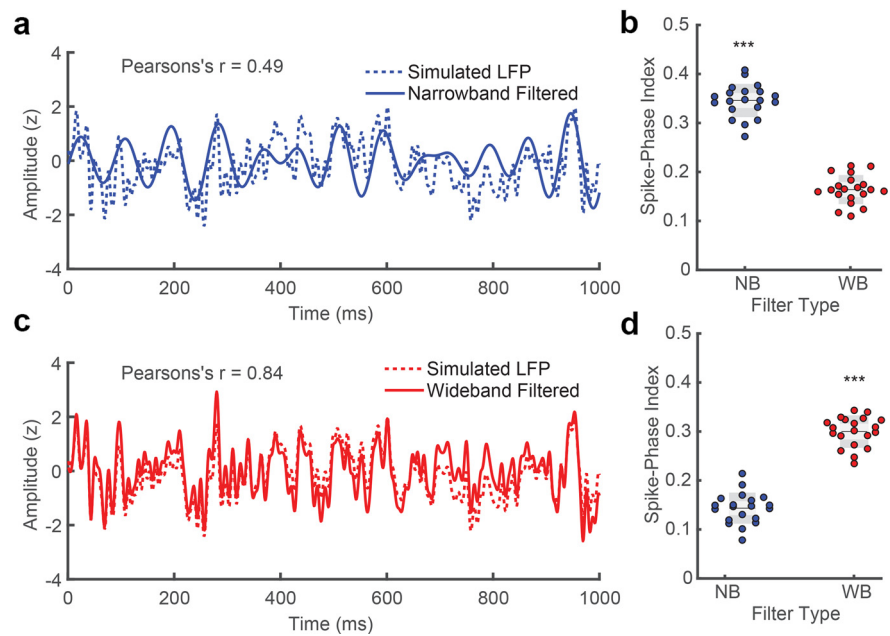 a
Pearsons's r = 0.49
Simulated LFP
Narrowband Filtered
Amplitude (z)
4
2
0
-2
-4
0
200
400
600
800
1000
Time (ms)
b
***
Spike-Phase Index
0.5
0.4
0.3
0.2
0.1
0
NB
WB
Filter Type
c
Pearsons's r = 0.84
Simulated LFP
Wideband Filtered
Amplitude (z)
4
2
0
-2
-4
0
200
400
600
800
1000
Time (ms)
d
***
Spike-Phase Index
0.5
0.4
0.3
0.2
0.1
0
NB
WB
Filter Type